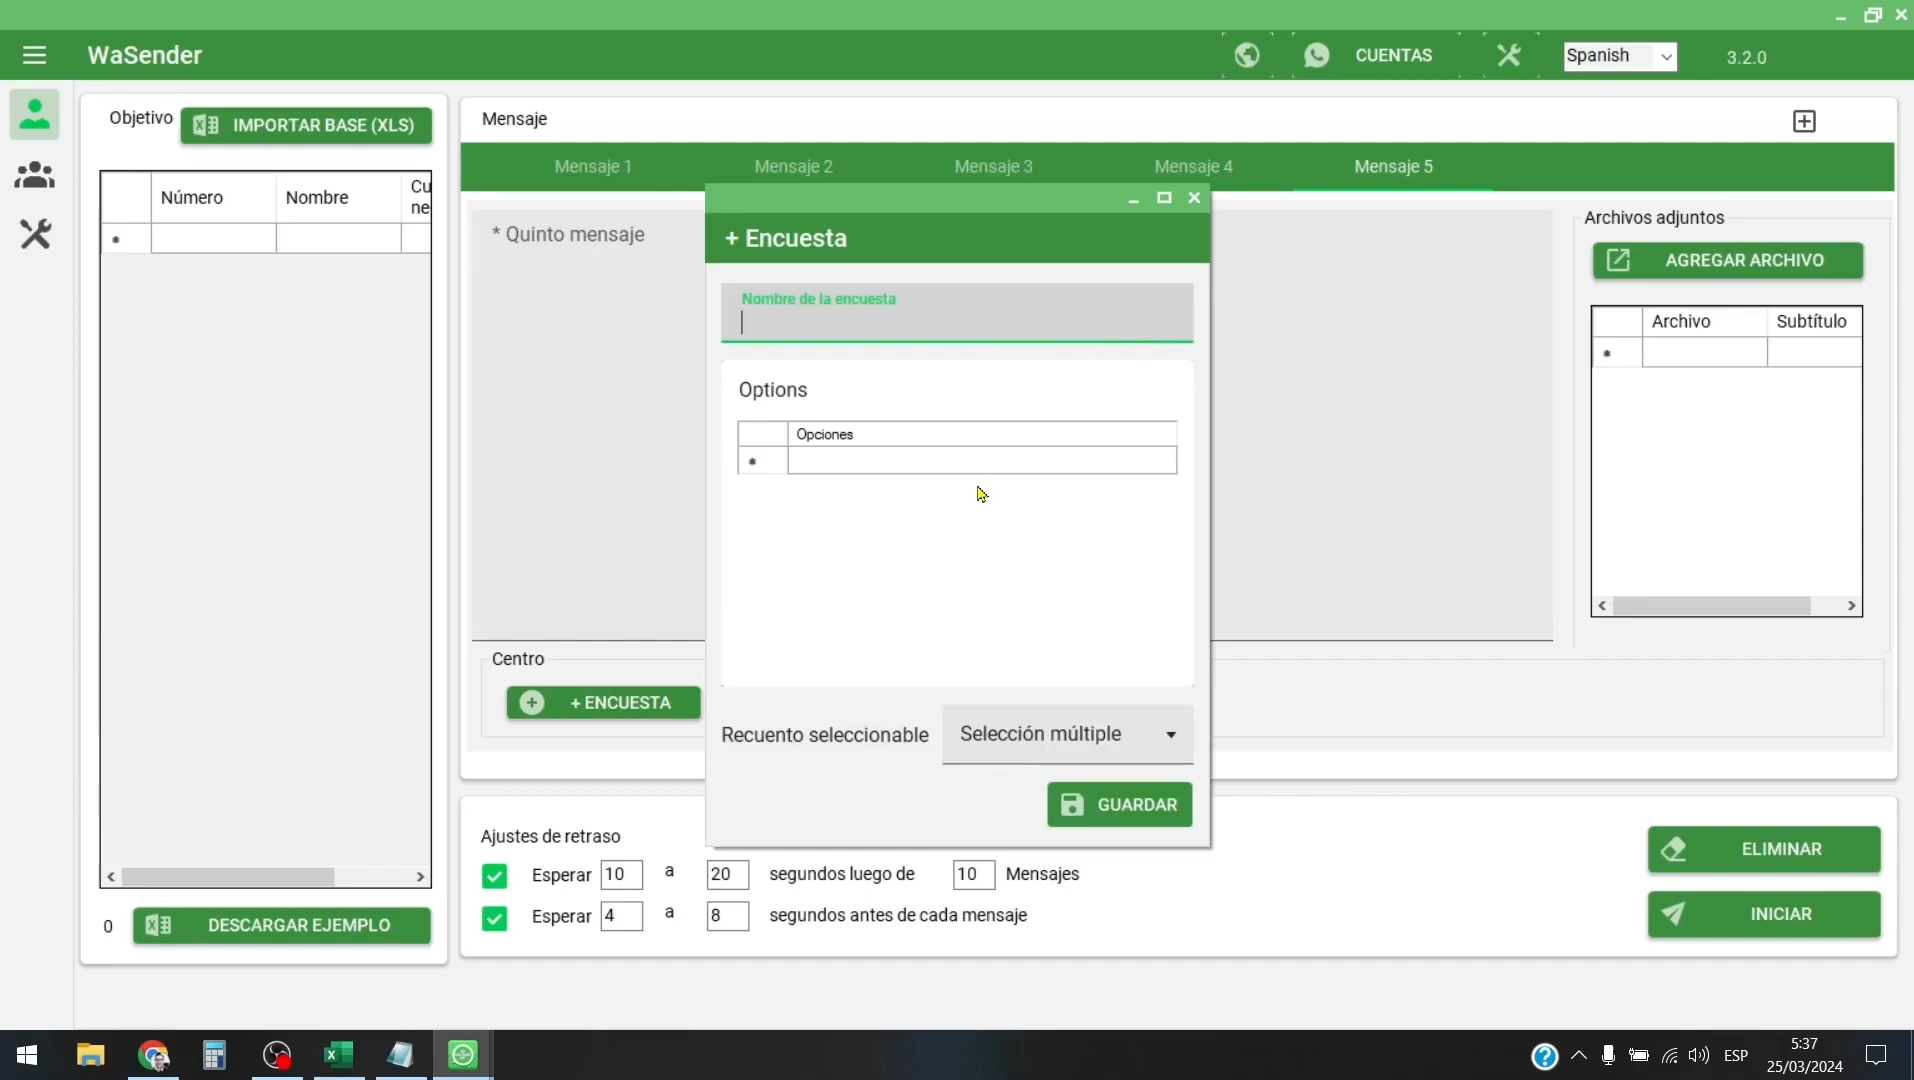 WaSender
CUENTAS
Spanish
3.2.0
Objetivo
IMPORTAR BASE (XLS)
Número
Nombre
Cu
ne
*
0
DESCARGAR EJEMPLO
Mensaje
Mensaje 1
Mensaje 2
Mensaje 3
Mensaje 4
Mensaje 5
* Quinto mensaje
Centro
+ ENCUESTA
+ Encuesta
Nombre de la encuesta
Options
Opciones
*
Recuento seleccionable
Selección múltiple
GUARDAR
Archivos adjuntos
AGREGAR ARCHIVO
Archivo
Subtítulo
*
Ajustes de retraso
Esperar 10 a 20 segundos luego de 10 Mensajes
Esperar 4 a 8 segundos antes de cada mensaje
ELIMINAR
INICIAR
ESP
5:37
25/03/2024